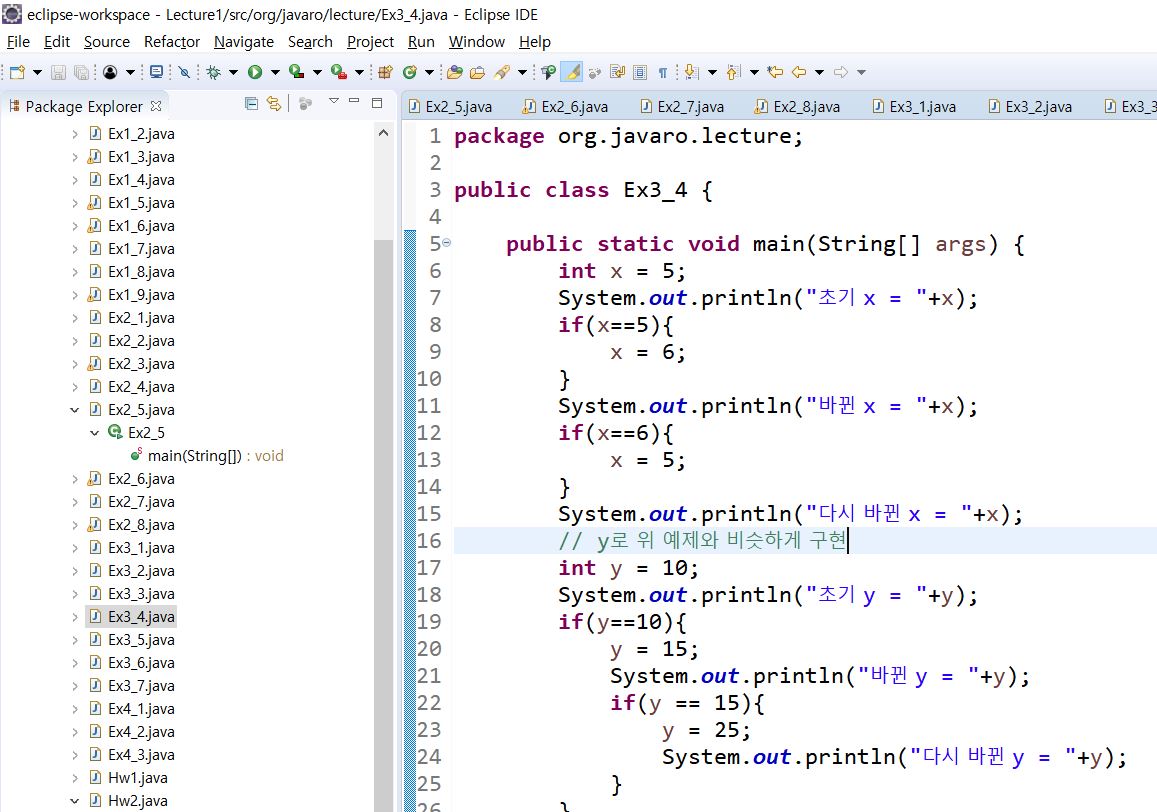 eclipse-workspace - Lecture1/src/org/javaro/lecture/Ex3_4.java - Eclipse IDE
File Edit Source Refactor Navigate Search Project Run Window Help
Package Explorer
Ex1_2.java
Ex1_3.java
Ex1_4.java
Ex1_5.java
Ex1_6.java
Ex1_7.java
Ex1_8.java
Ex1_9.java
Ex2_1.java
Ex2_2.java
Ex2_3.java
Ex2_4.java
Ex2_5.java
Ex2_5
main(String[]) : void
Ex2_6.java
Ex2_7.java
Ex2_8.java
Ex3_1.java
Ex3_2.java
Ex3_3.java
Ex3_4.java
Ex3_5.java
Ex3_6.java
Ex3_7.java
Ex4_1.java
Ex4_2.java
Ex4_3.java
Hw1.java
Hw2.java
Ex2_5.java Ex2_6.java Ex2_7.java Ex2_8.java Ex3_1.java Ex3_2.java Ex3_3
1 package org.javaro.lecture;
2
3 public class Ex3_4 {
4
5 public static void main(String[] args) {
6 int x = 5;
7 System.out.println("초기 x = "+x);
8 if(x==5){
9 x = 6;
10 }
11 System.out.println("바뀐 x = "+x);
12 if(x==6){
13 x = 5;
14 }
15 System.out.println("다시 바뀐 x = "+x);
16 // y로 위 예제와 비슷하게 구현
17 int y = 10;
18 System.out.println("초기 y = "+y);
19 if(y==10){
20 y = 15;
21 System.out.println("바뀐 y = "+y);
22 if(y == 15){
23 y = 25;
24 System.out.println("다시 바뀐 y = "+y);
25 }
26 }